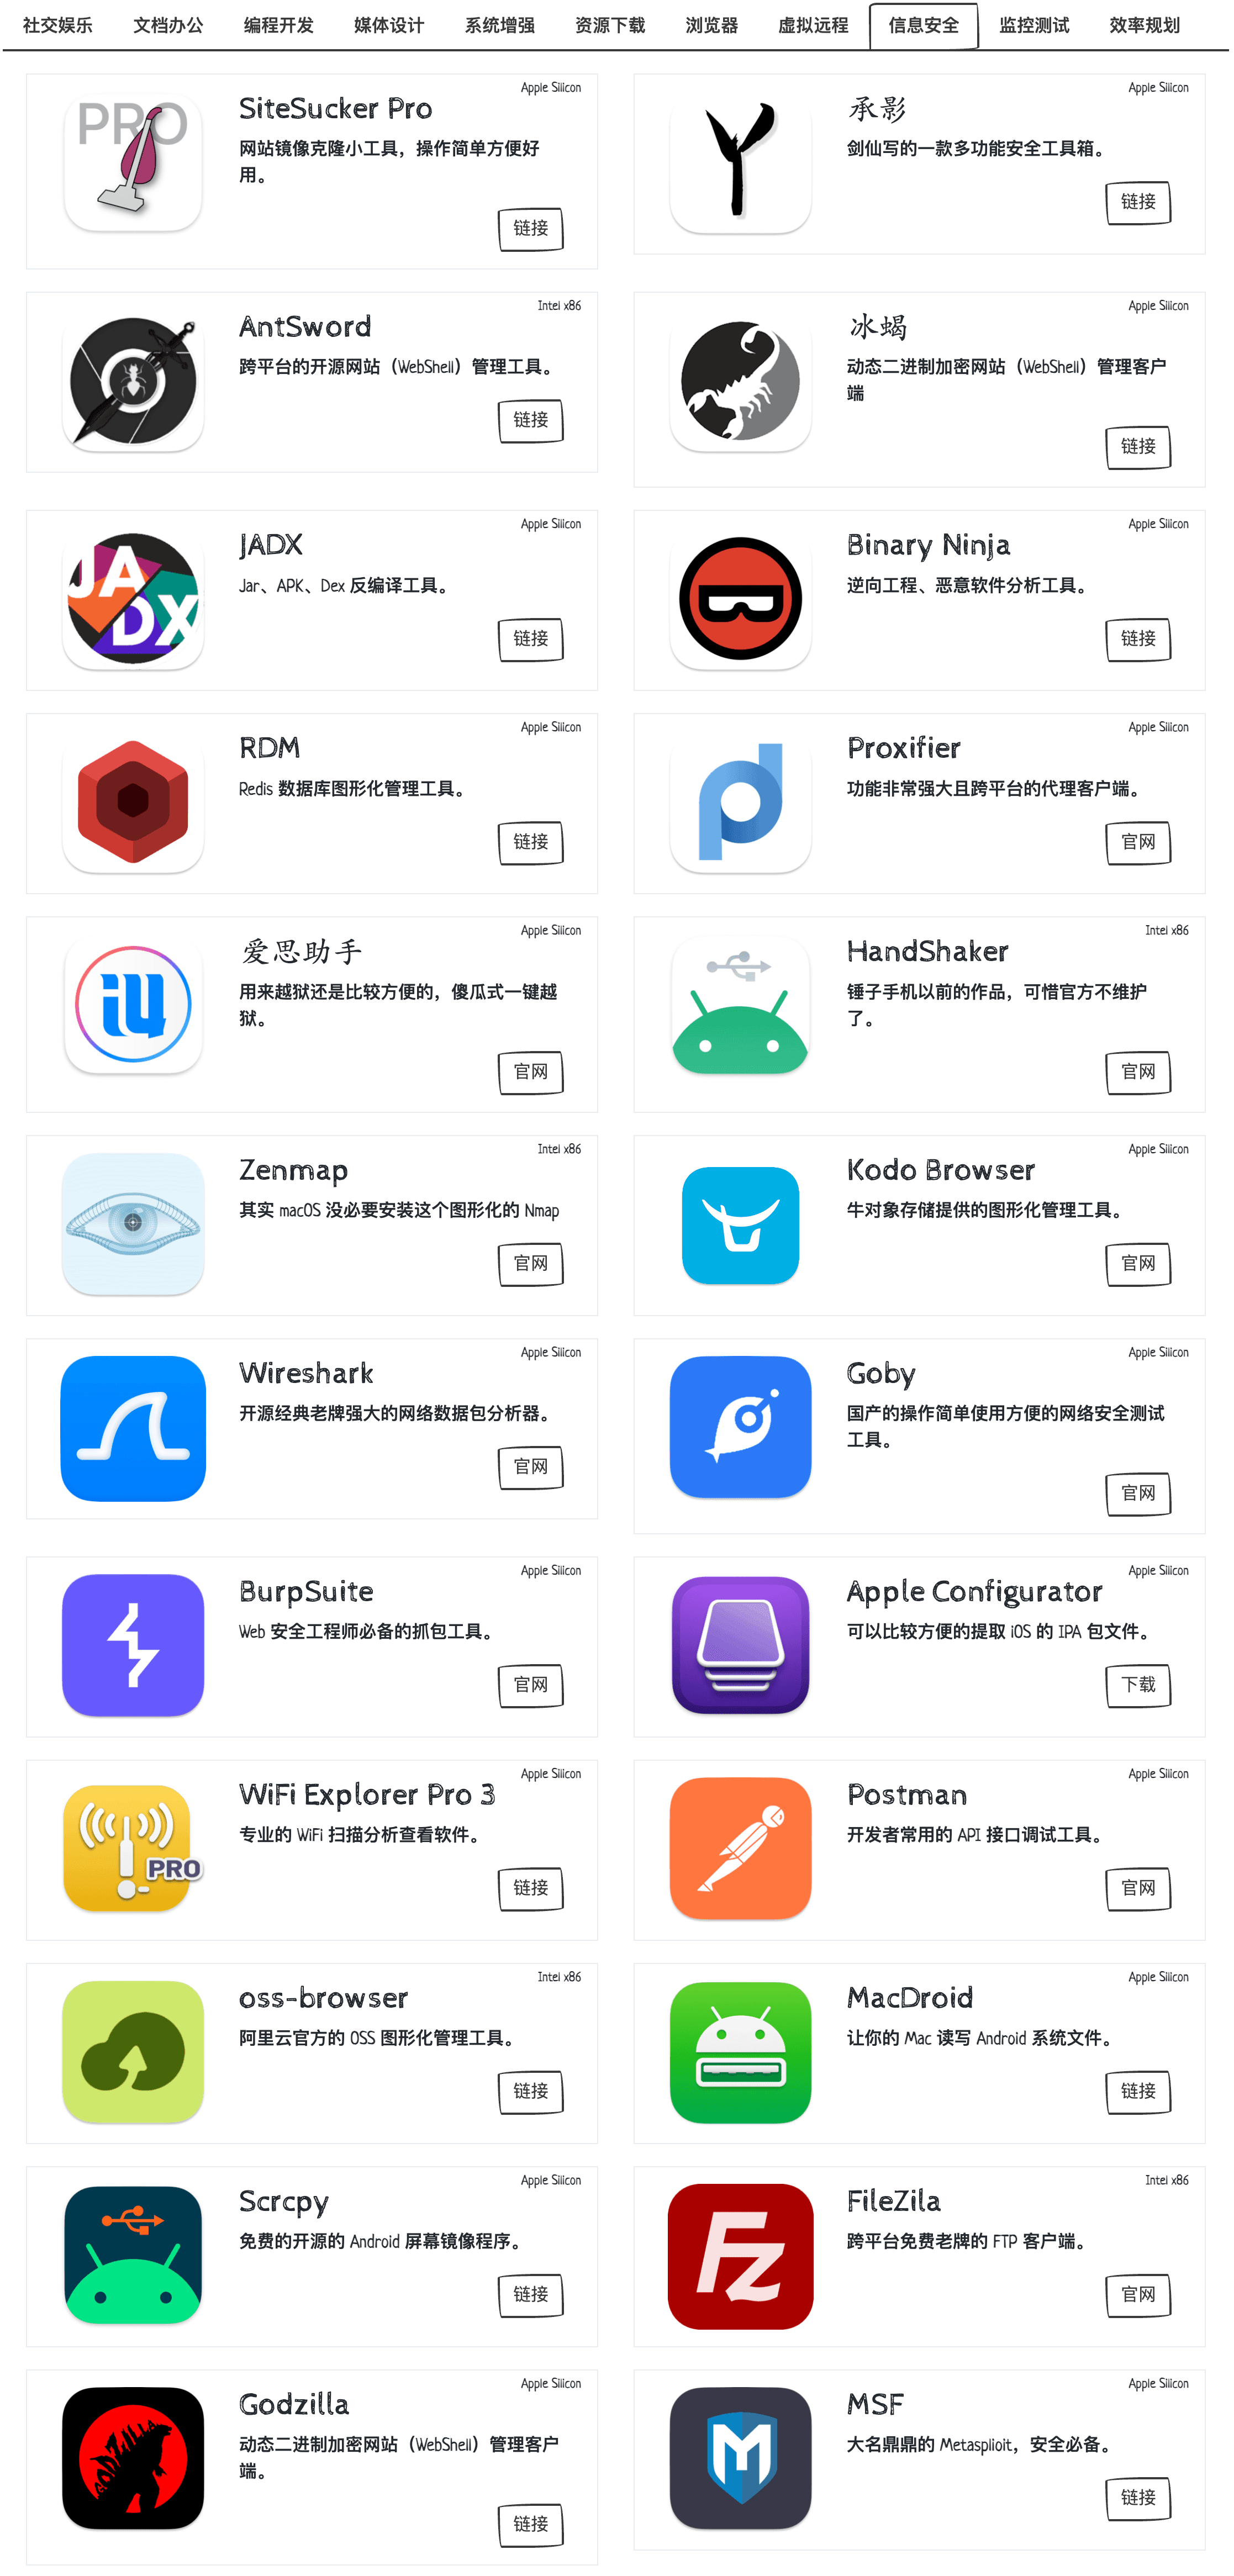 社交娱乐 文档办公 编程开发 媒体设计 系统增强 资源下载 浏览器 虚拟远程 信息安全 监控测试 效率规划
Apple Silicon
PRO
SiteSucker Pro
网站镜像克隆小工具，操作简单方便好
用。
链接
Apple Silicon
承影
剑仙写的一款多功能安全工具箱。
链接
Intel x86
AntSword
跨平台的开源网站（WebShell）管理工具。
链接
Apple Silicon
冰蝎
动态二进制加密网站（WebShell）管理客户
端
链接
Apple Silicon
JADX
JADX
Jar、APK、Dex 反编译工具。
链接
Apple Silicon
Binary Ninja
逆向工程、恶意软件分析工具。
链接
Apple Silicon
RDM
Redis 数据库图形化管理工具。
链接
Apple Silicon
Proxifier
功能非常强大且跨平台的代理客户端。
官网
Apple Silicon
爱思助手
用来越狱还是比较方便的，傻瓜式一键越
狱。
官网
Intel x86
HandShaker
锤子手机以前的作品，可惜官方不维护
了。
官网
Intel x86
Zenmap
其实 macOS 没必要安装这个图形化的 Nmap
官网
Apple Silicon
Kodo Browser
牛对象存储提供的图形化管理工具。
官网
Apple Silicon
Wireshark
开源经典老牌强大的网络数据包分析器。
官网
Apple Silicon
Goby
国产的操作简单使用方便的网络安全测试
工具。
官网
Apple Silicon
BurpSuite
Web 安全工程师必备的抓包工具。
官网
Apple Silicon
Apple Configurator
可以比较方便的提取 iOS 的 IPA 包文件。
下载
Apple Silicon
PRO
WiFi Explorer Pro 3
专业的 WiFi 扫描分析查看软件。
链接
Apple Silicon
Postman
开发者常用的 API 接口调试工具。
官网
Intel x86
oss-browser
阿里云官方的 OSS 图形化管理工具。
链接
Apple Silicon
MacDroid
让你的 Mac 读写 Android 系统文件。
链接
Apple Silicon
Scrcpy
免费的开源的 Android 屏幕镜像程序。
链接
Intel x86
Fz
FileZila
跨平台免费老牌的 FTP 客户端。
官网
Apple Silicon
GODZILLA
Godzilla
动态二进制加密网站（WebShell）管理客户
端。
链接
Apple Silicon
M
MSF
大名鼎鼎的 Metasplioit，安全必备。
链接